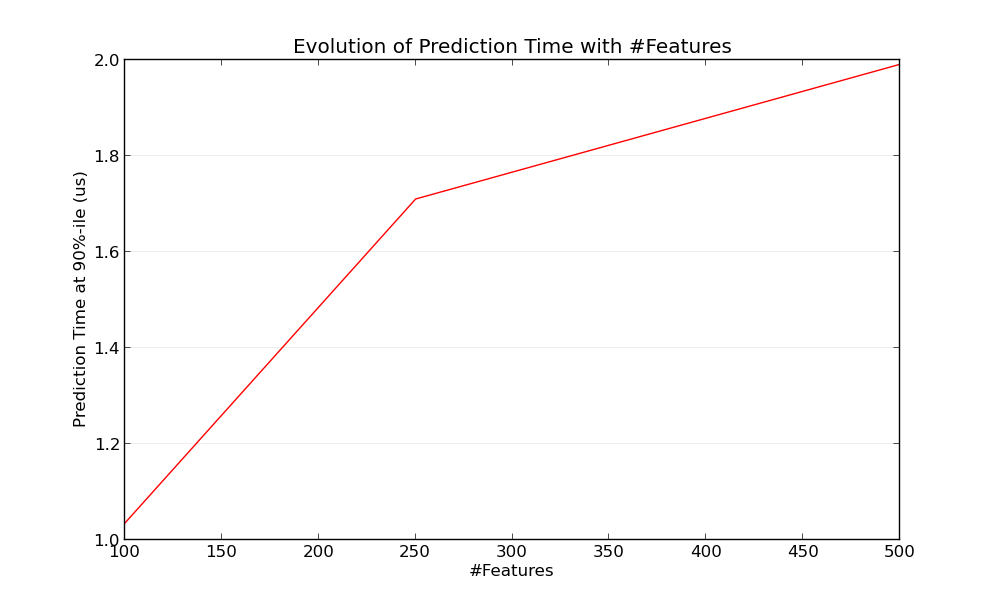 Evolution of Prediction Time with #Features
2.0
1.8
1.6
1.4
1.2
1.0
Prediction Time at 90%-ile (us)
100 150 200 250 300 350 400 450 500
#Features